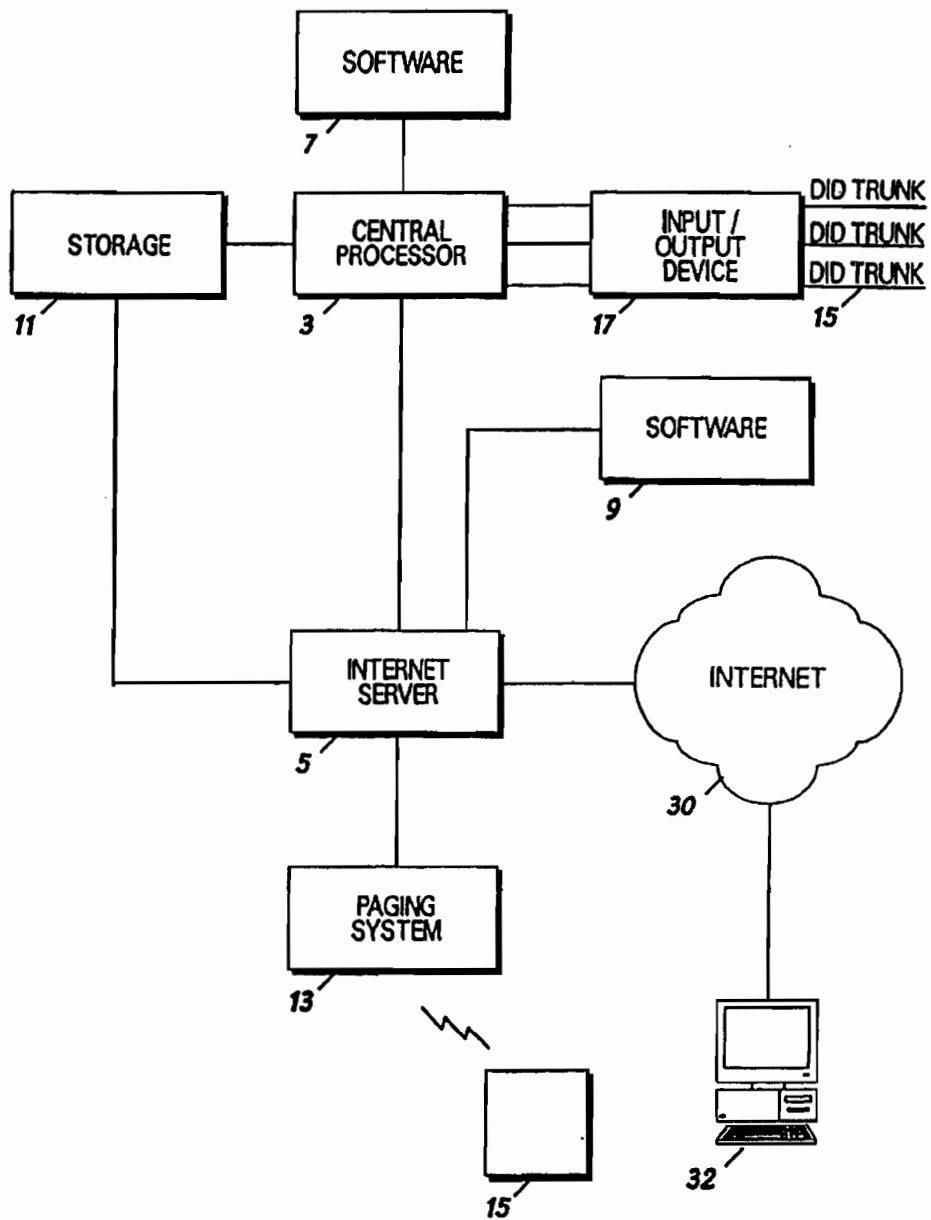 SOFTWARE
7
STORAGE
11
CENTRAL
PROCESSOR
3
INPUT /
OUTPUT
DEVICE
17
DID TRUNK
DID TRUNK
DID TRUNK
15
SOFTWARE
9
INTERNET
SERVER
5
INTERNET
30
PAGING
SYSTEM
13
15
32